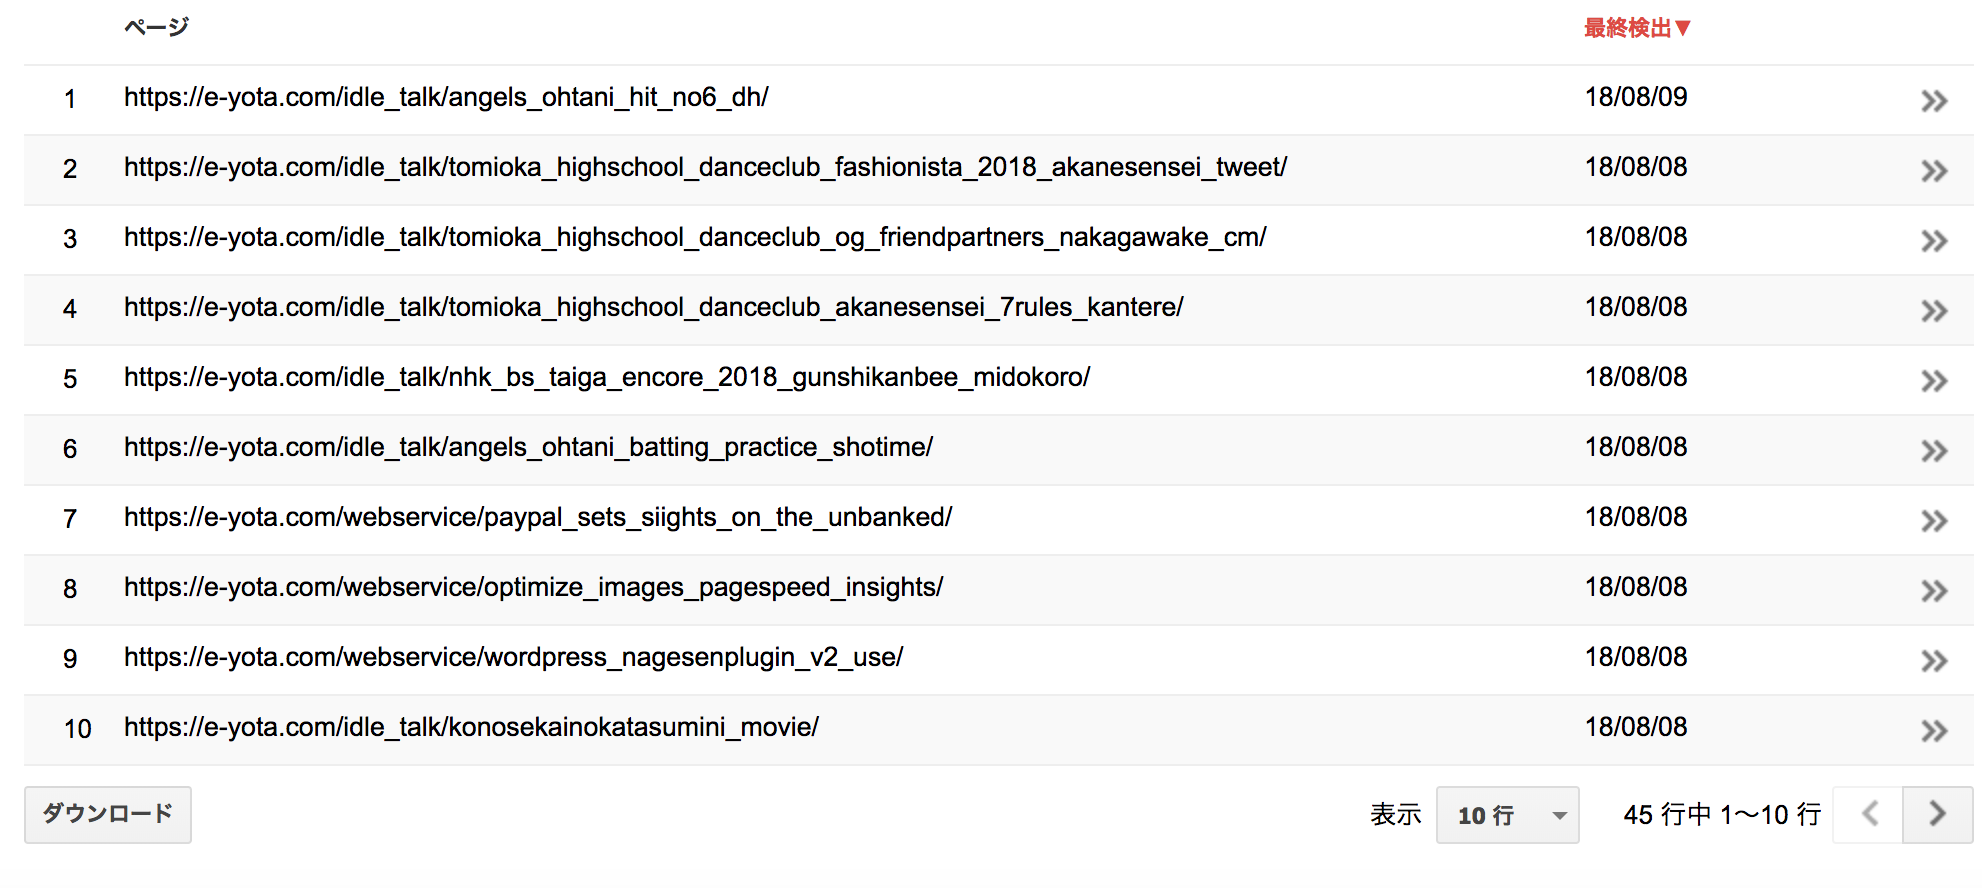 ページ 最終検出▼
1 https://e-yota.com/idle_talk/angels_ohtani_hit_no6_dh/ 18/08/09
2 https://e-yota.com/idle_talk/tomioka_highschool_danceclub_fashionista_2018_akanesensei_tweet/ 18/08/08
3 https://e-yota.com/idle_talk/tomioka_highschool_danceclub_og_friendpartners_nakagawake_cm/ 18/08/08
4 https://e-yota.com/idle_talk/tomioka_highschool_danceclub_akanesensei_7rules_kantere/ 18/08/08
5 https://e-yota.com/idle_talk/nhk_bs_taiga_encore_2018_gunshikanbee_midokoro/ 18/08/08
6 https://e-yota.com/idle_talk/angels_ohtani_batting_practice_shotime/ 18/08/08
7 https://e-yota.com/webservice/paypal_sets_siights_on_the_unbanked/ 18/08/08
8 https://e-yota.com/webservice/optimize_images_pagespeed_insights/ 18/08/08
9 https://e-yota.com/webservice/wordpress_nagesenplugin_v2_use/ 18/08/08
10 https://e-yota.com/idle_talk/konosekainokatasumini_movie/ 18/08/08
ダウンロード 表示 10 行 45 行中 1〜10 行